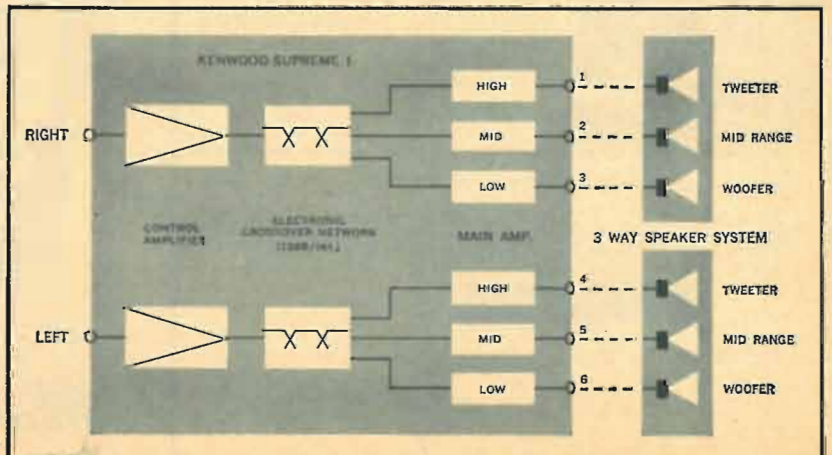 KENWOOD SUPREME 1
RIGHT
HIGH
1
TWEETER
MID
2
MID RANGE
LOW
3
WOOFER
CONTROL
AMPLIFIER
ELECTRONIC
CROSSOVER NETWORK
MAIN AMP.
3 WAY SPEAKER SYSTEM
LEFT
HIGH
4
TWEETER
MID
5
MID RANGE
LOW
6
WOOFER